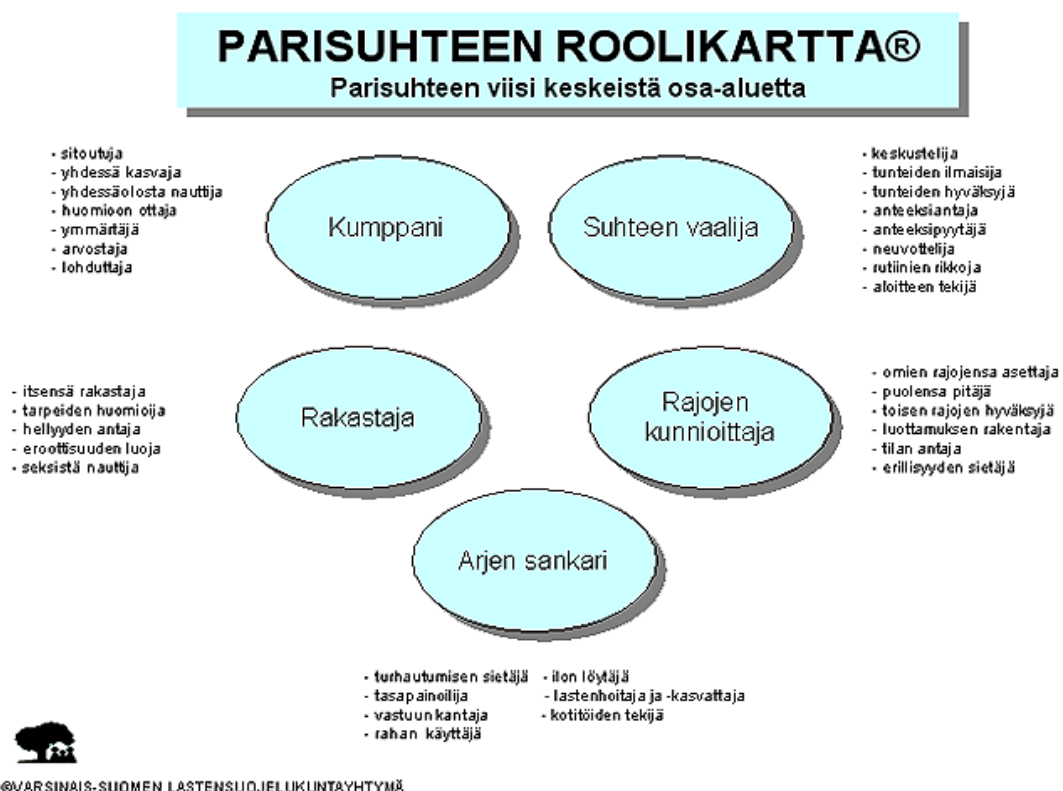 PARISUHTEEN ROOLIKARTTA®
Parisuhteen viisi keskeistä osa-aluetta
- sitoutuja
- yhdessä kasvaja
- yhdessäolosta nauttija
- huomioon ottaja
- ymmärtäjä
- arvostaja
- lohduttaja
Kumppani
Suhteen vaalija
- keskustelija
- tunteiden ilmaisija
- tunteiden hyväksyjä
- anteeksiantaja
- anteeksipyytäjä
- neuvottelija
- rutiinien rikkoja
- aloitteen tekijä
- itsensä rakastaja
- tarpeiden huomioija
- hellyyden antaja
- eroottisuuden luoja
- seksistä nauttija
Rakastaja
Rajojen
kunnioittaja
- omien rajojensa asettaja
- puolensa pitäjä
- toisen rajojen hyväksyjä
- luottamuksen rakentaja
- tilan antaja
- erillisyyden sietäjä
Arjen sankari
- turhautumisen sietäjä
- tasapainoilija
- vastuunkantaja
- rahan käyttäjä
- ilon löytäjä
- lastenhoitaja ja -kasvattaja
- kotitöiden tekijä
©VARSINAIS-SUOMEN LASTENSUOJELUKUNTAYHTYMÄ